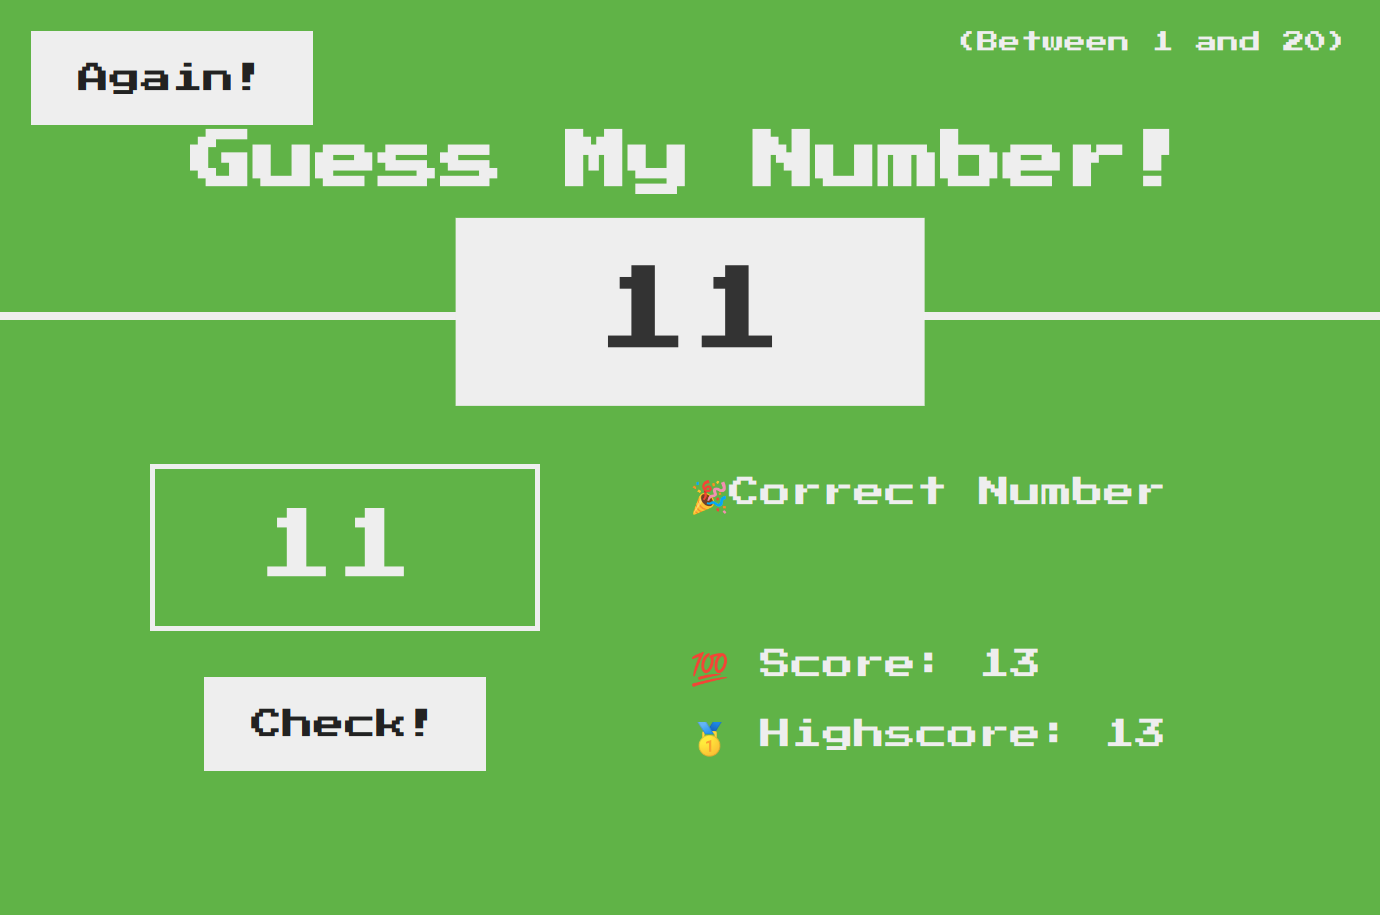 Again!
(Between 1 and 20)
Guess My Number!
11
11
🎉Correct Number
Check!
💯 Score: 13
🥇 Highscore: 13